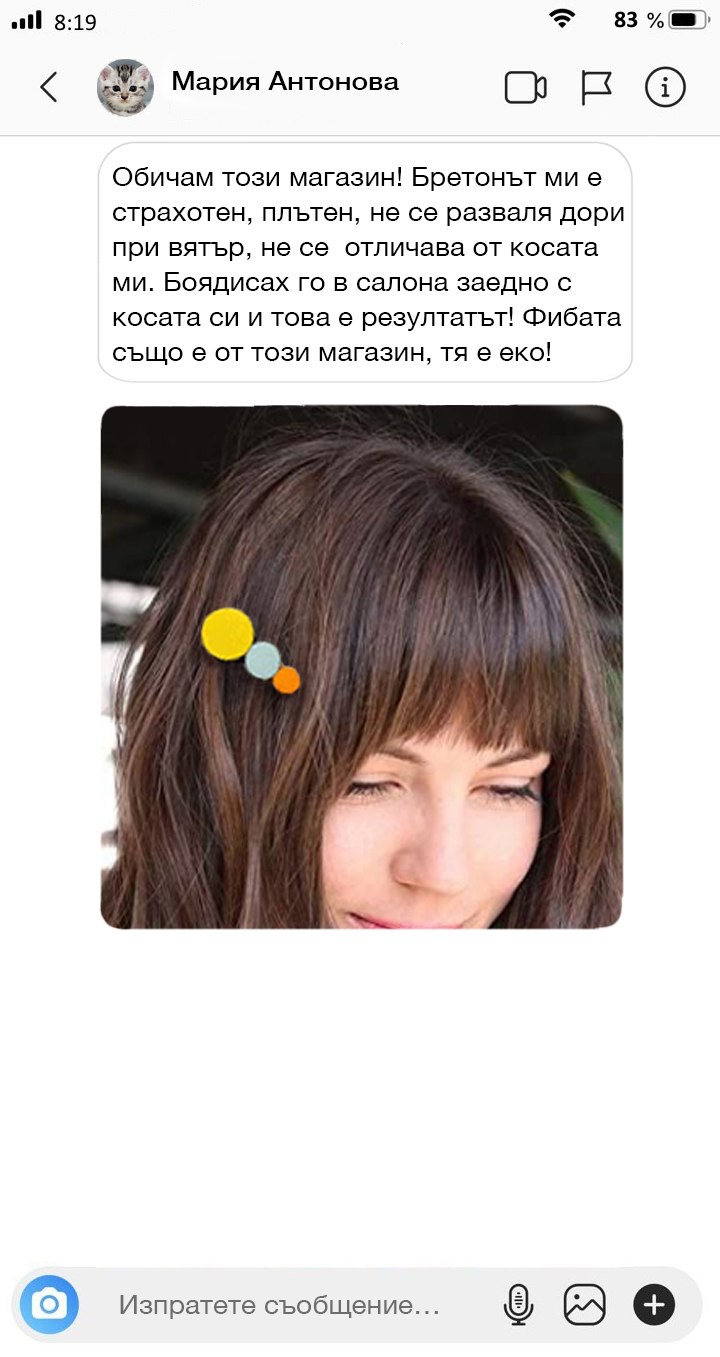 8:19
83 %
Мария Антонова
Обичам този магазин! Бретонът ми е
страхотен, плътен, не се разваля дори
при вятър, не се  отличава от косата
ми. Боядисах го в салона заедно с
косата си и това е резултатът! Фибата
също е от този магазин, тя е еко!
Изпратете съобщение...